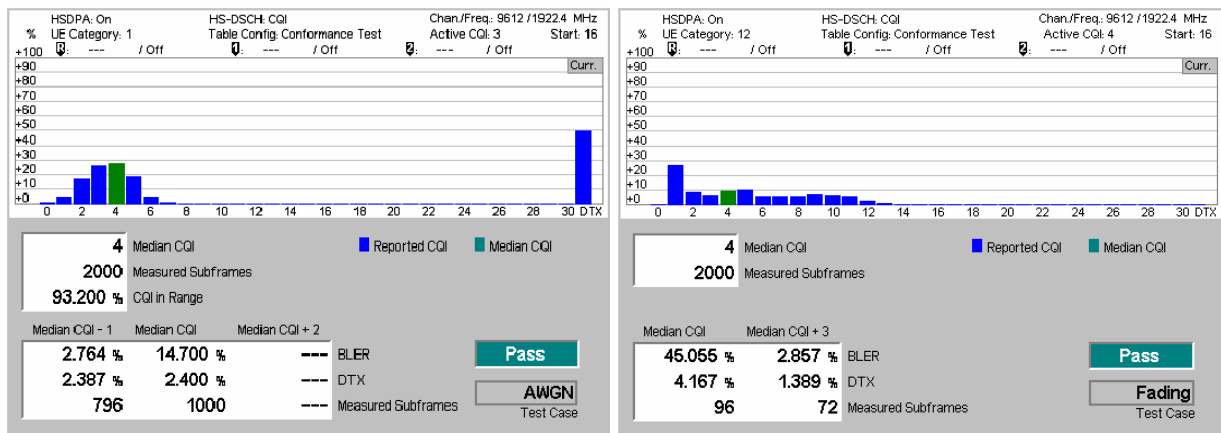 HSDPA: On HS-DSCH: CQI Chan./Freq.: 9612 /1922.4 MHz
% UE Category: 1 Table Config: Conformance Test Active CQI: 3 Start: 16
+100 R: --- / Off 1: --- / Off 2: --- / Off
+90 Curr.
+80
+70
+60
+50
+40
+30
+20
+10
+0
0 2 4 6 8 10 12 14 16 18 20 22 24 26 28 30 DTX
4 Median CQI Reported CQI Median CQI
2000 Measured Subframes
93.200 % CQI in Range
Median CQI - 1 Median CQI Median CQI + 2
2.764 % 14.700 % --- BLER Pass
2.387 % 2.400 % --- DTX AWGN
796 1000 --- Measured Subframes Test Case
HSDPA: On HS-DSCH: CQI Chan./Freq.: 9612 /1922.4 MHz
% UE Category: 12 Table Config: Conformance Test Active CQI: 4 Start: 16
+100 R: --- / Off 1: --- / Off 2: --- / Off
+90 Curr.
+80
+70
+60
+50
+40
+30
+20
+10
+0
0 2 4 6 8 10 12 14 16 18 20 22 24 26 28 30 DTX
4 Median CQI Reported CQI Median CQI
2000 Measured Subframes
Median CQI Median CQI + 3
45.055 % 2.857 % BLER Pass
4.167 % 1.389 % DTX Fading
96 72 Measured Subframes Test Case